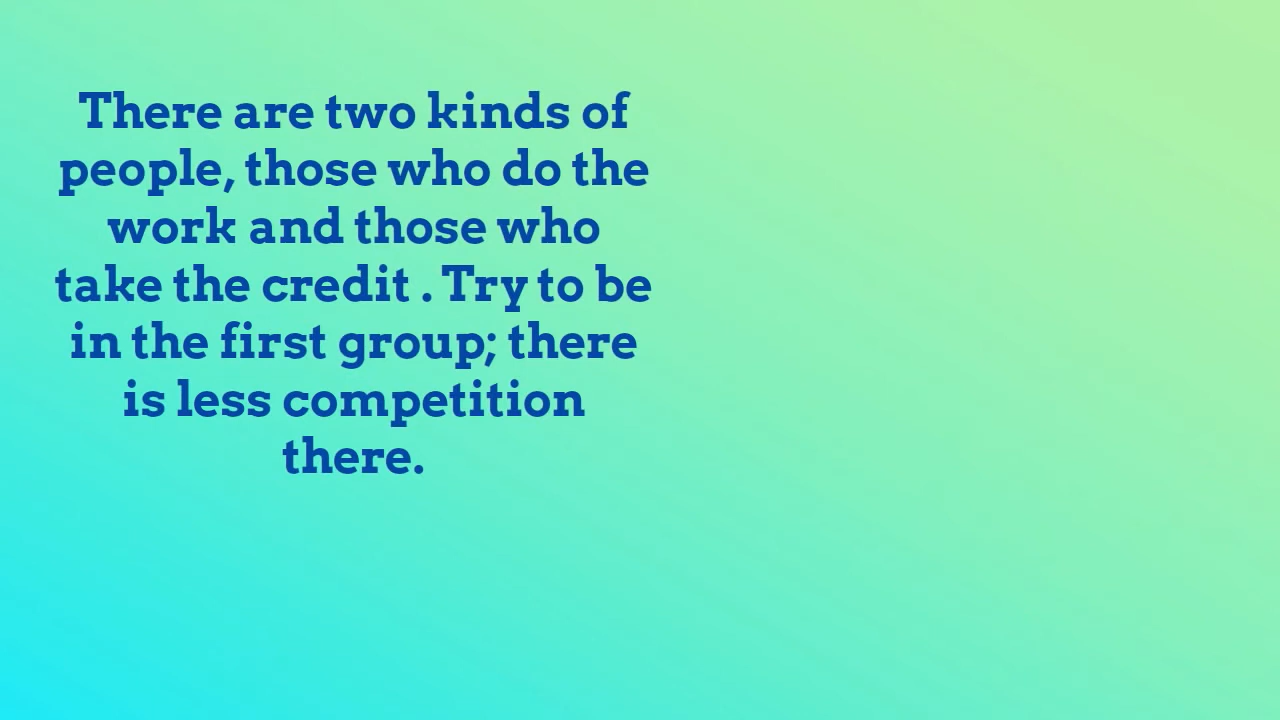 There are two kinds of
people, those who do the
work and those who
take the credit . Try to be
in the first group; there
is less competition
there.